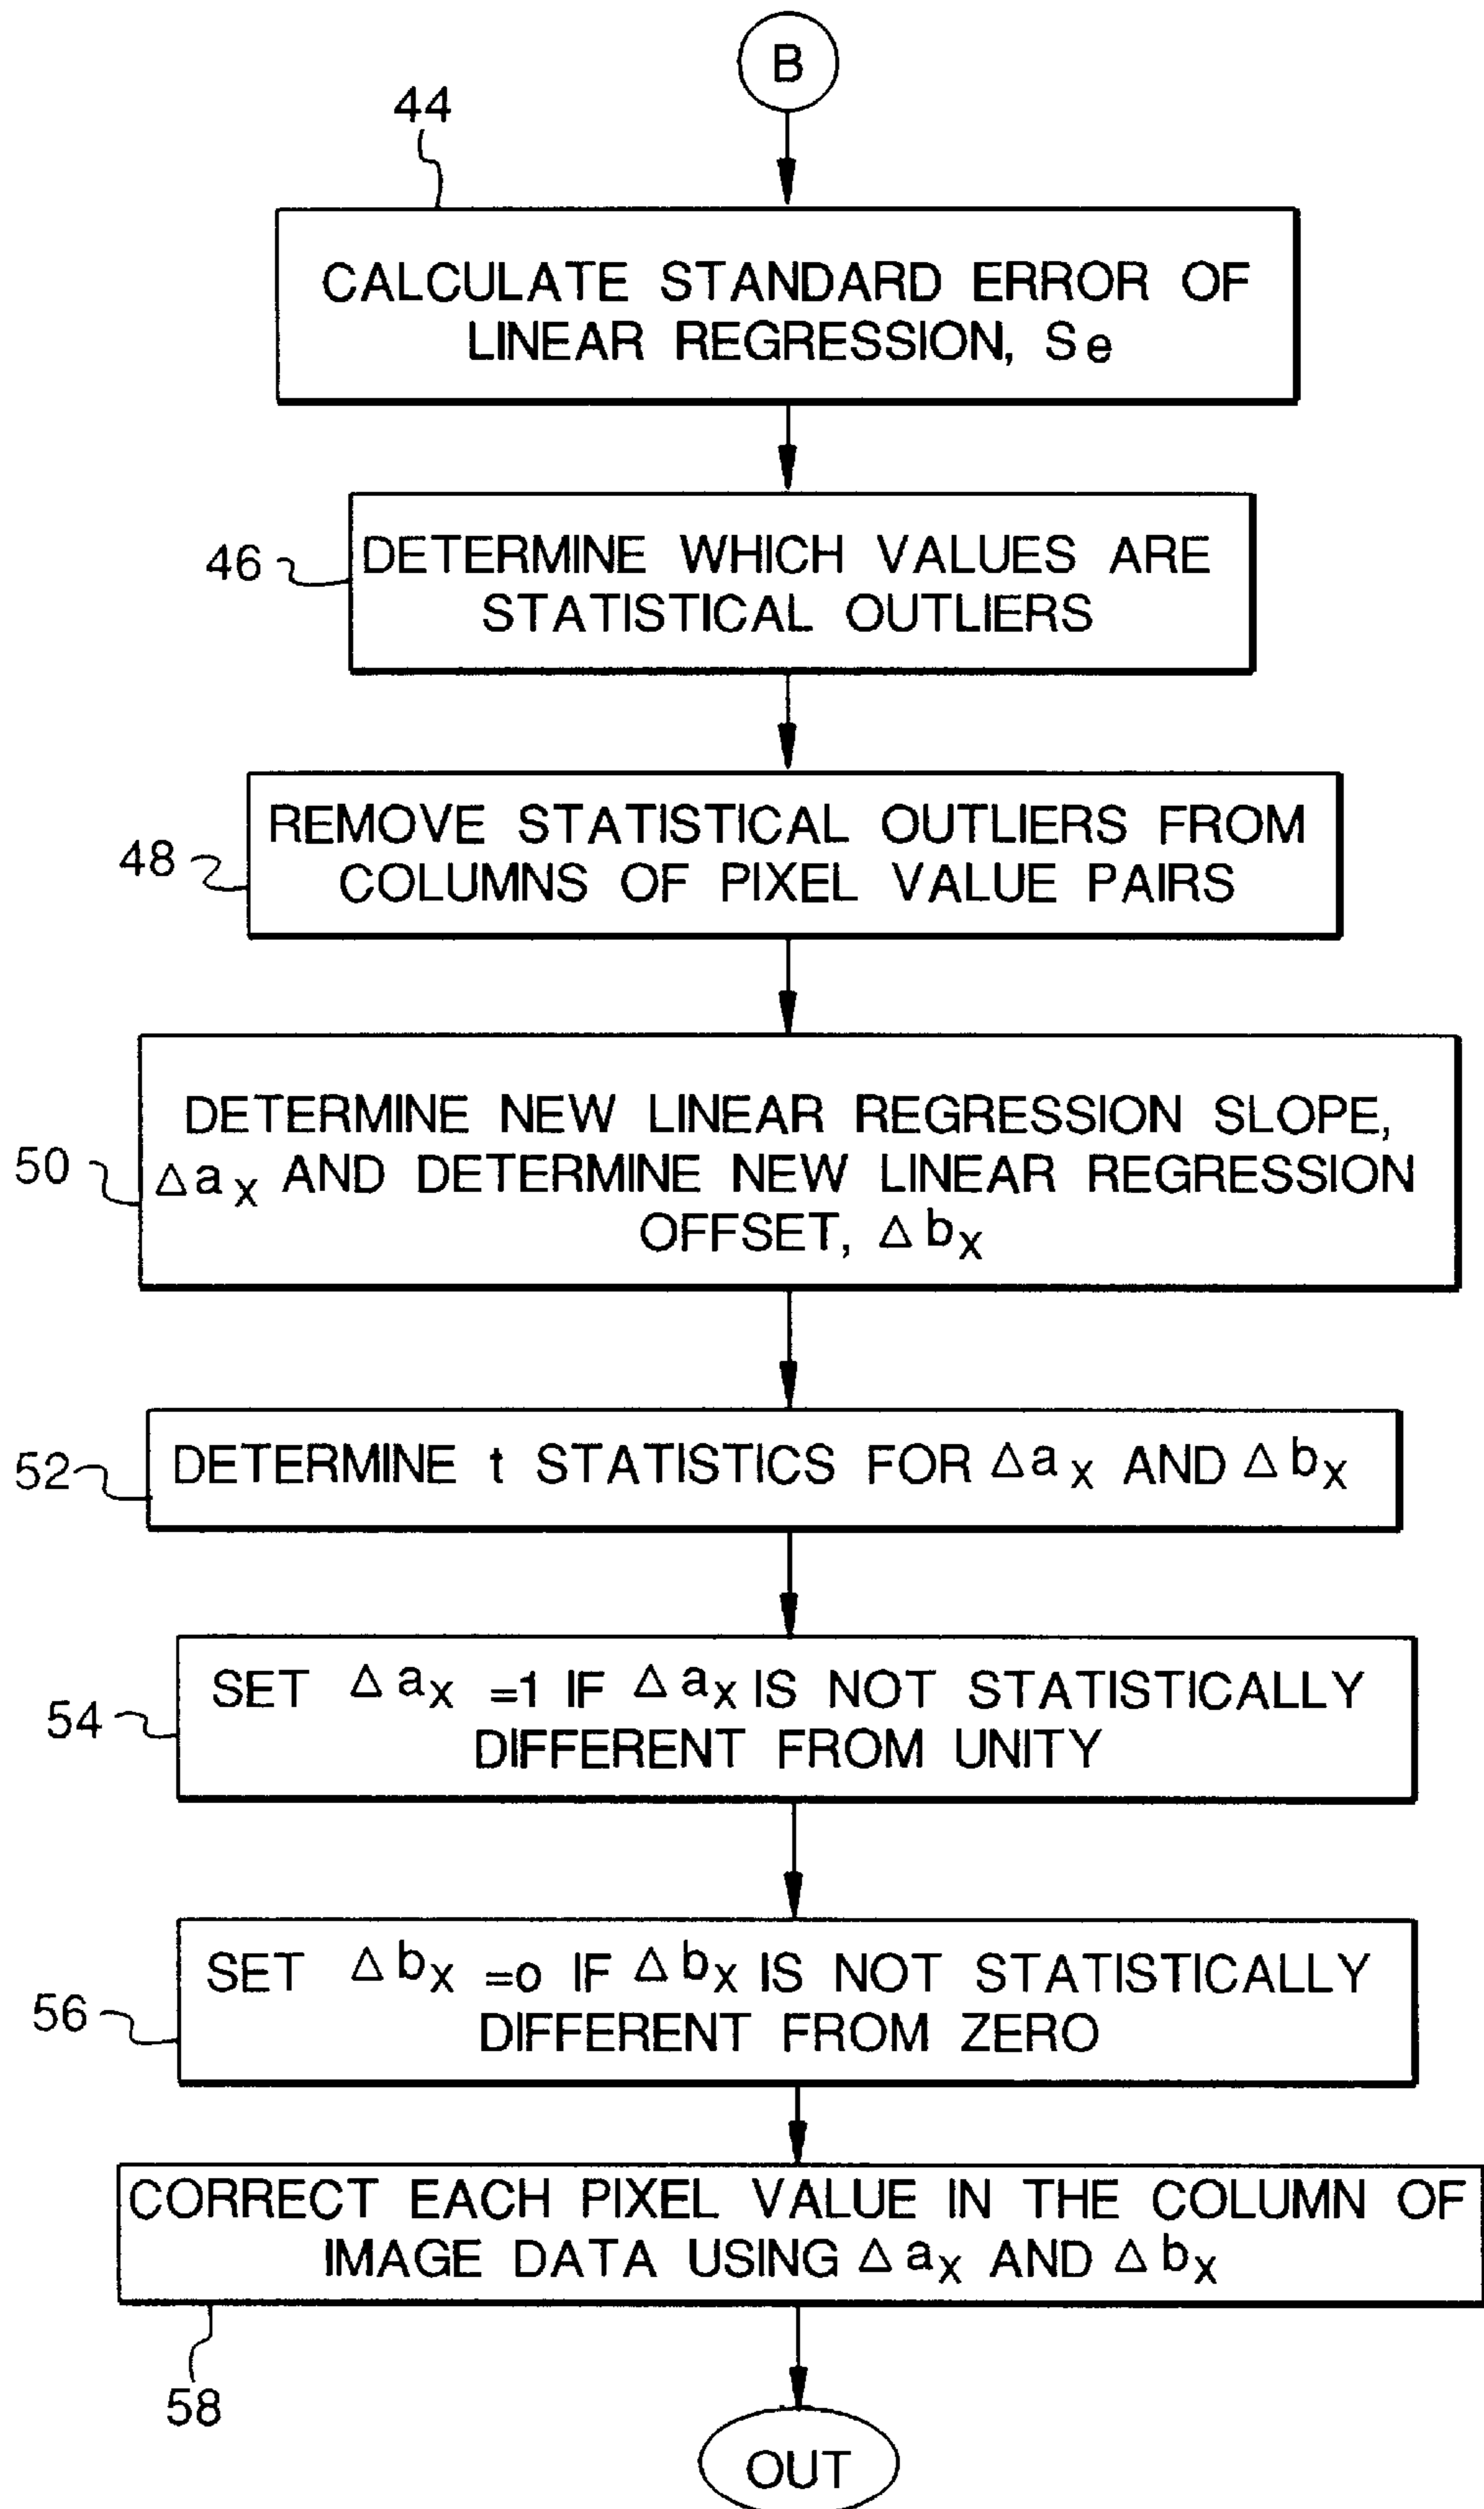 B
44
CALCULATE STANDARD ERROR OF
LINEAR REGRESSION, Se
46
DETERMINE WHICH VALUES ARE
STATISTICAL OUTLIERS
48
REMOVE STATISTICAL OUTLIERS FROM
COLUMNS OF PIXEL VALUE PAIRS
50
DETERMINE NEW LINEAR REGRESSION SLOPE,
Δax AND DETERMINE NEW LINEAR REGRESSION
OFFSET, Δbx
52
DETERMINE t STATISTICS FOR Δax AND Δbx
54
SET Δax =1 IF Δax IS NOT STATISTICALLY
DIFFERENT FROM UNITY
56
SET Δbx =0 IF Δbx IS NOT STATISTICALLY
DIFFERENT FROM ZERO
CORRECT EACH PIXEL VALUE IN THE COLUMN OF
IMAGE DATA USING Δax AND Δbx
58
OUT